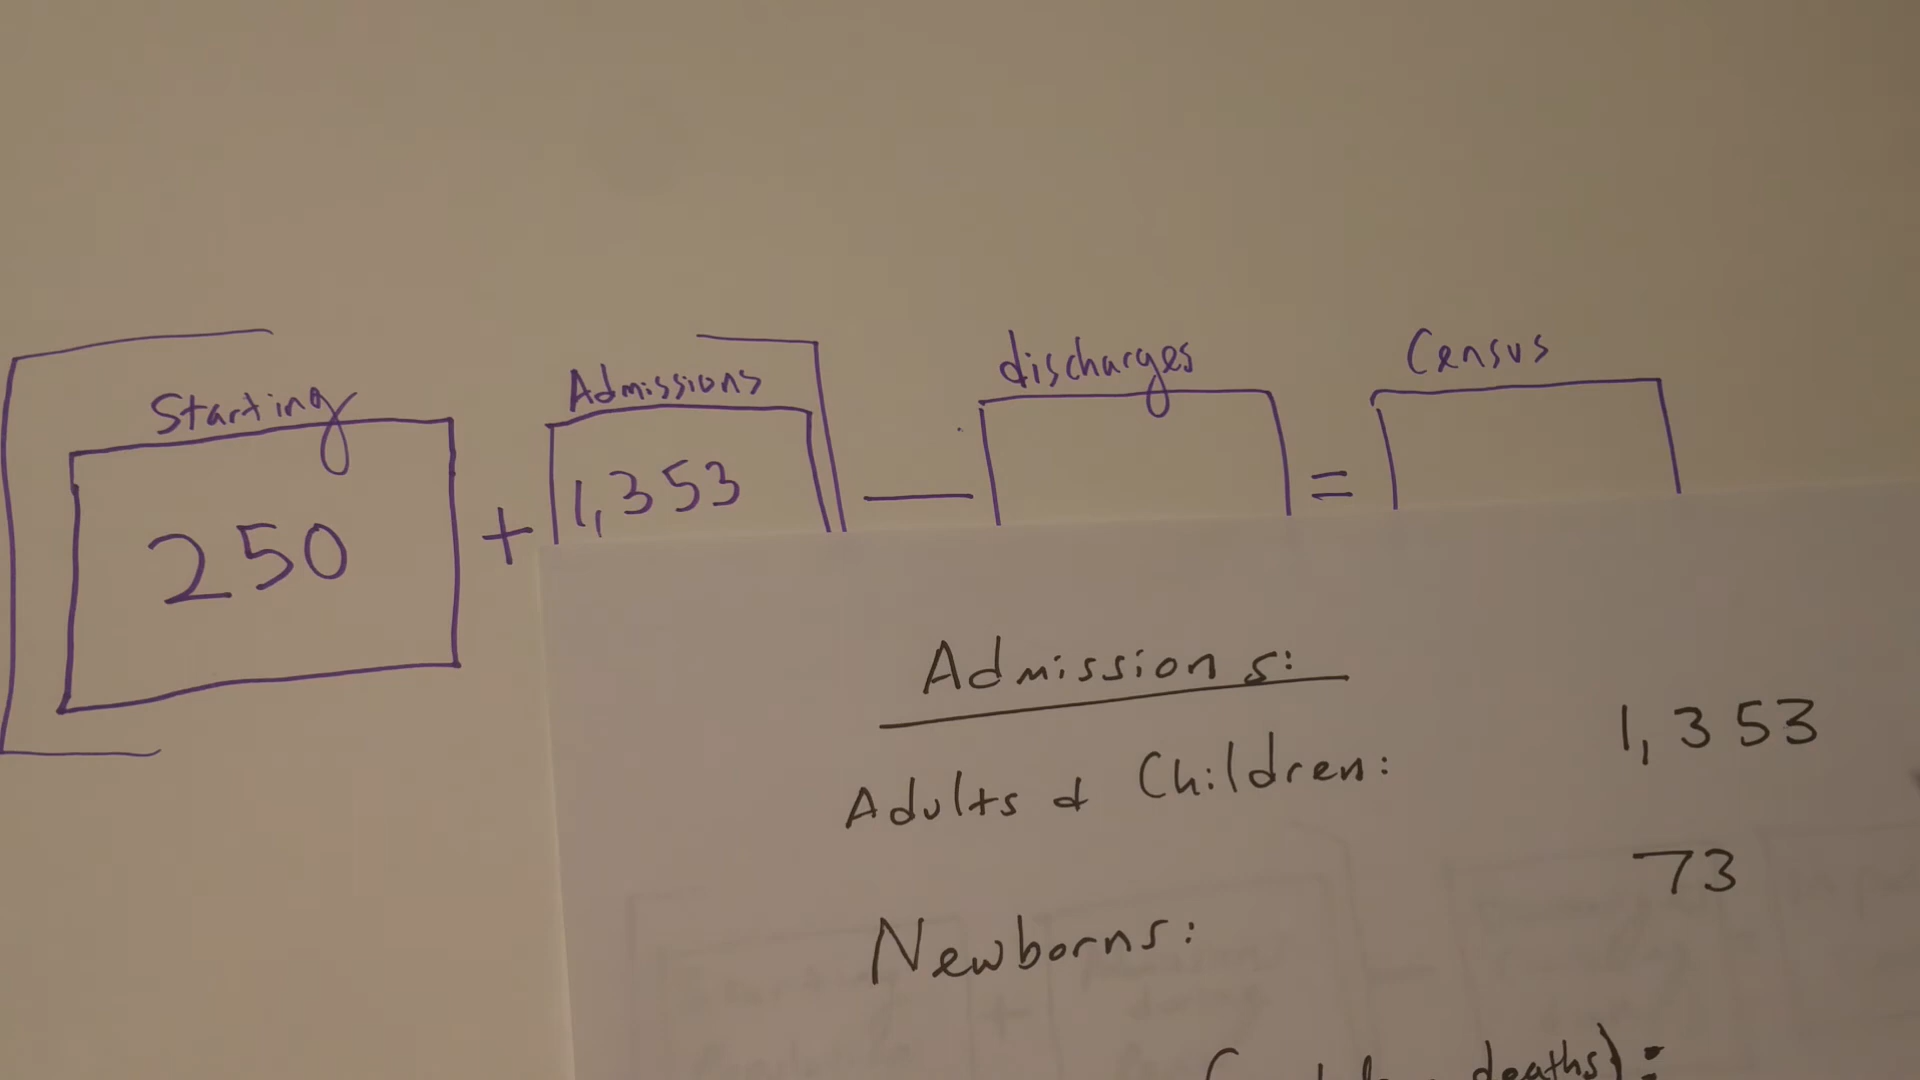 Starting
Admissions
discharges
Census
250 + 1,353 — =
Admissions:
Adults & Children: 1,353
Newborns: 73
deaths):